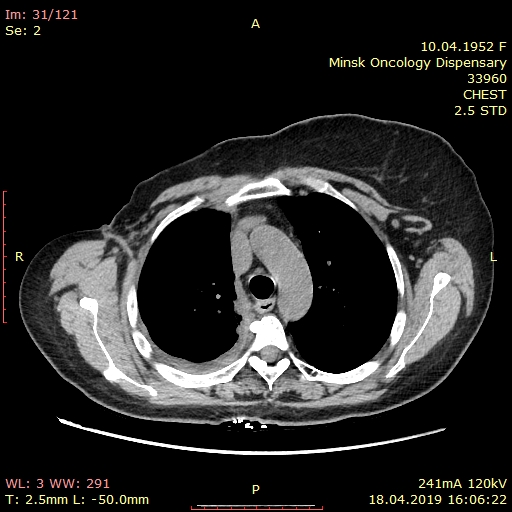 Im: 31/121
Se: 2
A
10.04.1952 F
Minsk Oncology Dispensary
33960
CHEST
2.5 STD
R
L
WL: 3 WW: 291
T: 2.5mm L: -50.0mm
P
241mA 120kV
18.04.2019 16:06:22